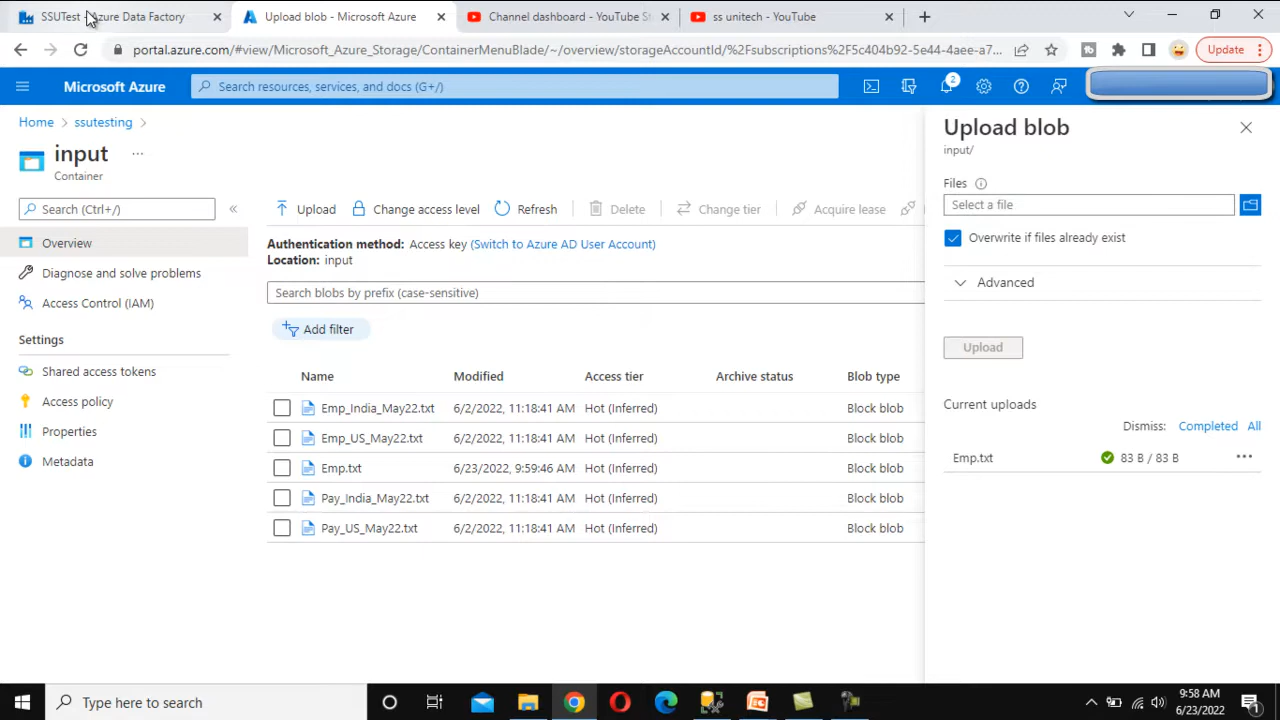 SSUTest - Azure Data Factory
Upload blob - Microsoft Azure
Channel dashboard - YouTube St
ss unitech - YouTube
portal.azure.com/#view/Microsoft_Azure_Storage/ContainerMenuBlade/~/overview/storageAccountId/%2Fsubscriptions%2F5c404b92-5e44-4aee-a7...
Update
Microsoft Azure
Search resources, services, and docs (G+/)
2
Home > ssutesting >
input ...
Container
Search (Ctrl+/)
«
Overview
Diagnose and solve problems
Access Control (IAM)
Settings
Shared access tokens
Access policy
Properties
Metadata
Upload
Change access level
Refresh
Delete
Change tier
Acquire lease
Authentication method: Access key (Switch to Azure AD User Account)
Location: input
Search blobs by prefix (case-sensitive)
Add filter
Name Modified Access tier Archive status Blob type
Emp_India_May22.txt 6/2/2022, 11:18:41 AM Hot (Inferred) Block blob
Emp_US_May22.txt 6/2/2022, 11:18:41 AM Hot (Inferred) Block blob
Emp.txt 6/23/2022, 9:59:46 AM Hot (Inferred) Block blob
Pay_India_May22.txt 6/2/2022, 11:18:41 AM Hot (Inferred) Block blob
Pay_US_May22.txt 6/2/2022, 11:18:41 AM Hot (Inferred) Block blob
Upload blob
input/
Files
Select a file
Overwrite if files already exist
Advanced
Upload
Current uploads
Dismiss: Completed All
Emp.txt 83 B / 83 B ...
Type here to search
9:58 AM
6/23/2022
1